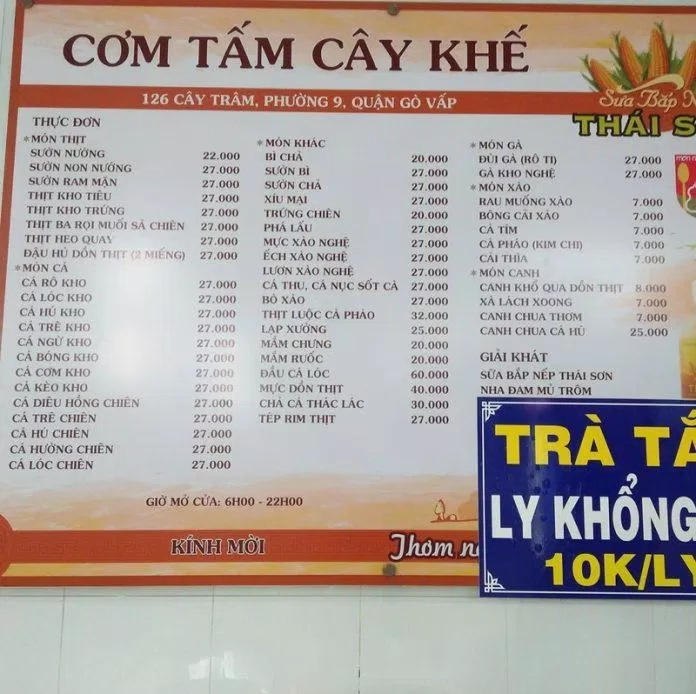 CƠM TẤM CÂY KHẾ
126 CÂY TRÂM, PHƯỜNG 9, QUẬN GÒ VẤP
Sữa Bắp
THÁI
THỰC ĐƠN
*MÓN THỊT
SƯỜN NƯỚNG 22.000
SƯỜN NON NƯỚNG 27.000
SƯỜN RAM MẶN 27.000
THỊT KHO TIÊU 27.000
THỊT KHO TRỨNG 27.000
THỊT BA RỌI MUỐI SẢ CHIÊN 27.000
THỊT HEO QUAY 27.000
ĐẬU HỦ DỒN THỊT (2 MIẾNG) 27.000
*MÓN CÁ
CÁ RÔ KHO 27.000
CÁ LÓC KHO 27.000
CÁ HÚ KHO 27.000
CÁ TRÊ KHO 27.000
CÁ NGỪ KHO 27.000
CÁ BÓNG KHO 27.000
CÁ CƠM KHO 27.000
CÁ KÈO KHO 27.000
CÁ DIÊU HỒNG CHIÊN 27.000
CÁ TRÊ CHIÊN 27.000
CÁ HÚ CHIÊN 27.000
CÁ HƯỜNG CHIÊN 27.000
CÁ LÓC CHIÊN 27.000
*MÓN KHÁC
BÌ CHẢ 20.000
SƯỜN BÌ 27.000
SƯỜN CHẢ 27.000
XÍU MẠI 27.000
TRỨNG CHIÊN 20.000
PHÁ LẤU 27.000
MỰC XÀO NGHỆ 27.000
ẾCH XÀO NGHỆ 27.000
LƯƠN XÀO NGHỆ 27.000
CÁ THU, CÁ NỤC SỐT CÀ 27.000
BÒ XÀO 27.000
THỊT LUỘC CÀ PHÁO 32.000
LẠP XƯỞNG 25.000
MẮM CHƯNG 20.000
MẮM RUỐC 20.000
ĐẦU CÁ LÓC 60.000
MỰC DỒN THỊT 40.000
CHẢ CÁ THÁC LÁC 30.000
TÉP RIM THỊT 27.000
*MÓN GÀ
ĐÙI GÀ (RÔ TI) 27.000
GÀ KHO NGHỆ 27.000
*MÓN XÀO
RAU MUỐNG XÀO 7.000
BÔNG CẢI XÀO 7.000
CÀ TÍM 7.000
CÀ PHÁO (KIM CHI) 7.000
CẢI THÌA 7.000
*MÓN CANH
CANH KHỔ QUA DỒN THỊT 8.000
XÀ LÁCH XOONG 7.000
CANH CHUA THƠM 7.000
CANH CHUA CÁ HÚ 25.000
GIẢI KHÁT
SỮA BẮP NẾP THÁI SƠN
NHA ĐAM MỦ TRÔM
GIỜ MỞ CỬA: 6H00 - 22H00
KÍNH MỜI
Thơm
TRÀ
LY KHỔNG
10K/LY